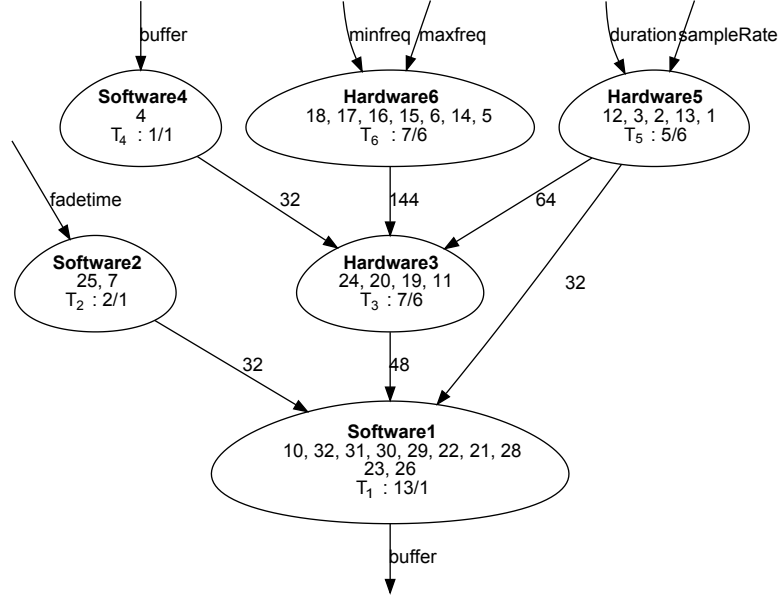 buffer
minfreq
maxfreq
duration
sampleRate
Software4
4
T₄ : 1/1
Hardware6
18, 17, 16, 15, 6, 14, 5
T₆ : 7/6
Hardware5
12, 3, 2, 13, 1
T₅ : 5/6
fadetime
32
144
64
Software2
25, 7
T₂ : 2/1
Hardware3
24, 20, 19, 11
T₃ : 7/6
32
32
48
Software1
10, 32, 31, 30, 29, 22, 21, 28
23, 26
T₁ : 13/1
buffer